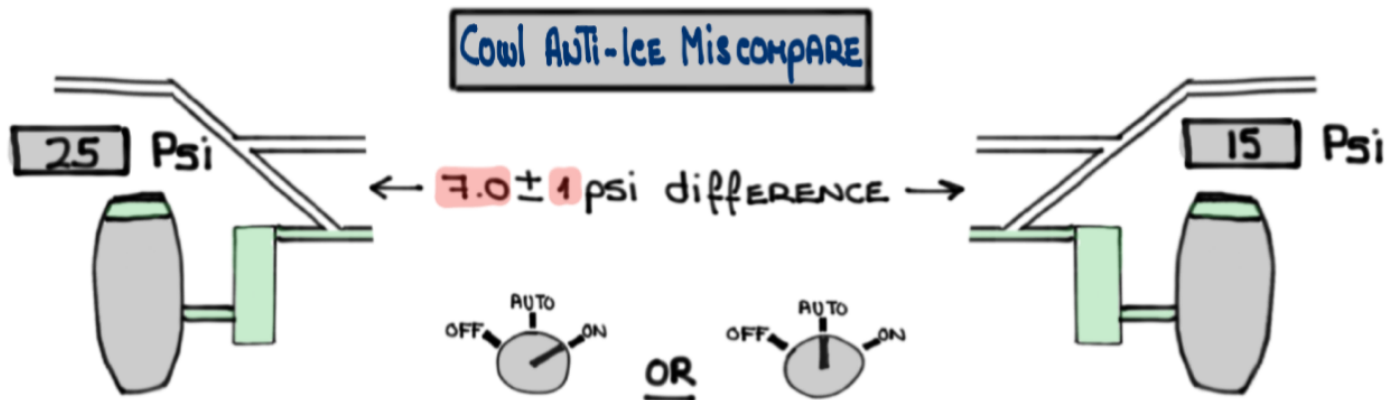 Cowl Anti-Ice Miscompare
25 Psi
15 Psi
← 7.0 ± 1 psi difference →
AUTO
OFF
ON
OR
AUTO
OFF
ON